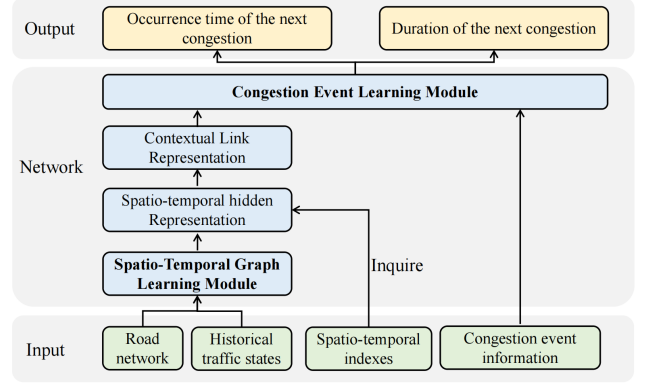 Output
Occurrence time of the next
congestion
Duration of the next congestion
Network
Congestion Event Learning Module
Contextual Link
Representation
Spatio-temporal hidden
Representation
Spatio-Temporal Graph
Learning Module
Inquire
Input
Road
network
Historical
traffic states
Spatio-temporal
indexes
Congestion event
information